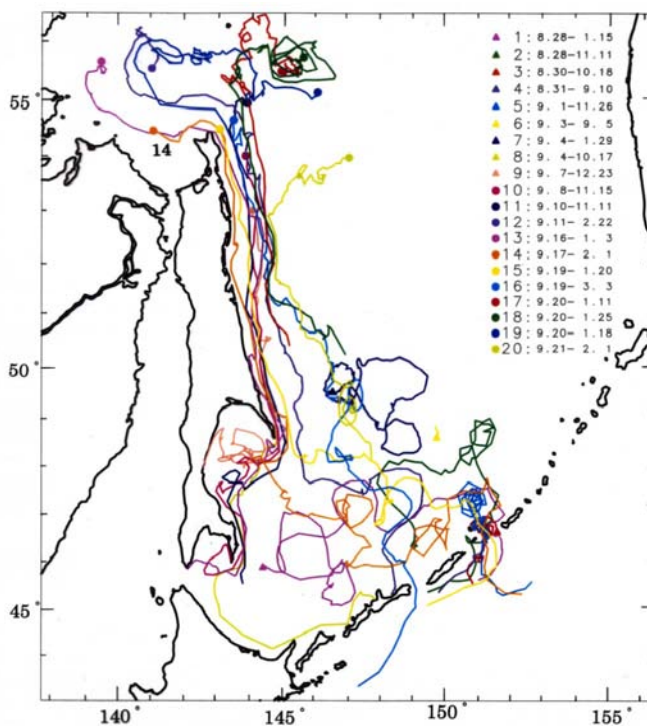 1: 8.28- 1.15
2: 8.28-11.11
3: 8.30-10.18
4: 8.31- 9.10
5: 9. 1-11.26
6: 9. 3- 9. 5
7: 9. 4- 1.29
8: 9. 4-10.17
9: 9. 7-12.23
10: 9. 8-11.15
11: 9.10-11.11
12: 9.11- 2.22
13: 9.16- 1. 3
14: 9.17- 2. 1
15: 9.19- 1.20
16: 9.19- 3. 3
17: 9.20- 1.11
18: 9.20- 1.25
19: 9.20- 1.18
20: 9.21- 2. 1
55°
14
50°
45°
140° 145° 150° 155°